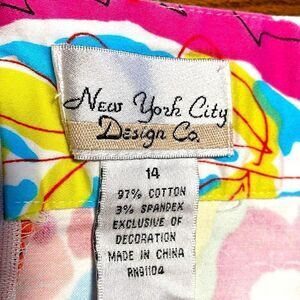 New York City
Design Co.
14
97% COTTON
3% SPANDEX
EXCLUSIVE OF
DECORATION
MADE IN CHINA
RN91104